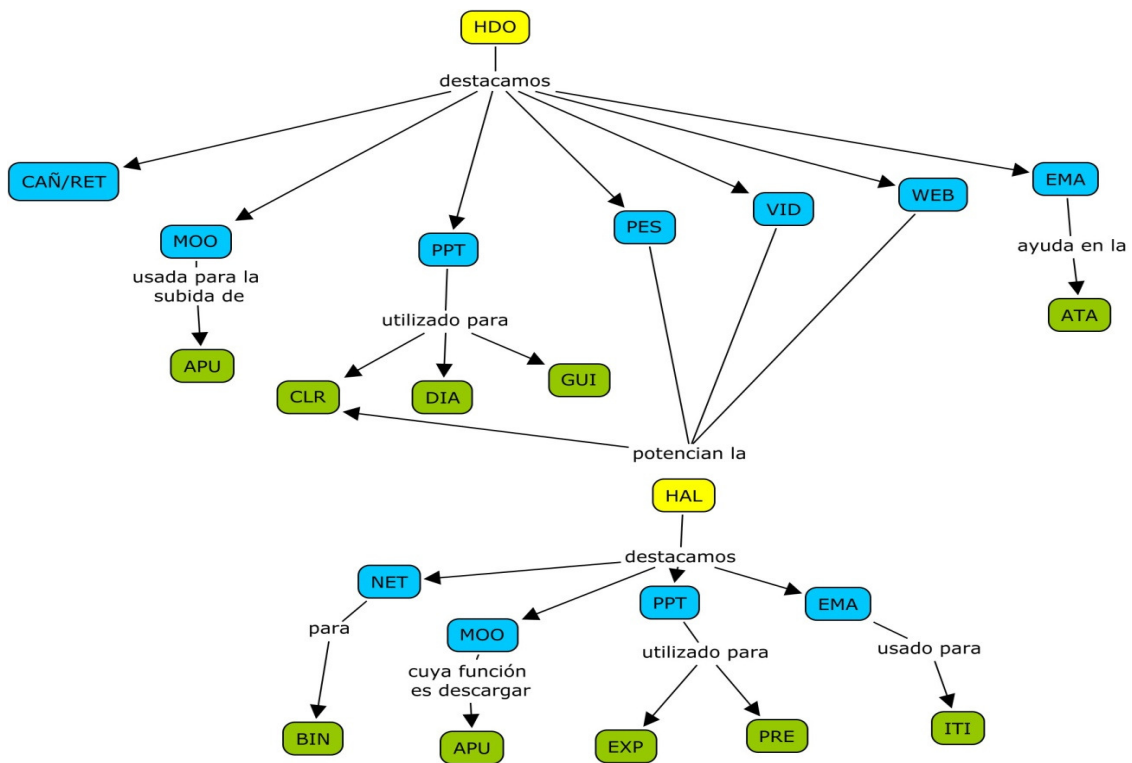 HDO
destacamos
CAÑ/RET
EMA
WEB
VID
PES
MOO
PPT
ayuda en la
usada para la
subida de
ATA
utilizado para
APU
GUI
CLR
DIA
potencian la
HAL
destacamos
NET
PPT
EMA
MOO
para
utilizado para
usado para
cuya función
es descargar
BIN
APU
EXP
PRE
ITI